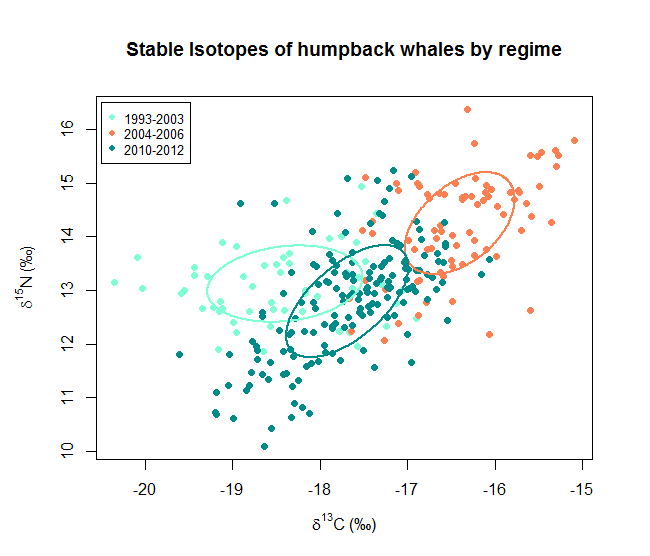 Stable Isotopes of humpback whales by regime
1993-2003
2004-2006
2010-2012
16
15
14
13
12
11
10
δ¹⁵N (‰)
-20 -19 -18 -17 -16 -15
δ¹³C (‰)